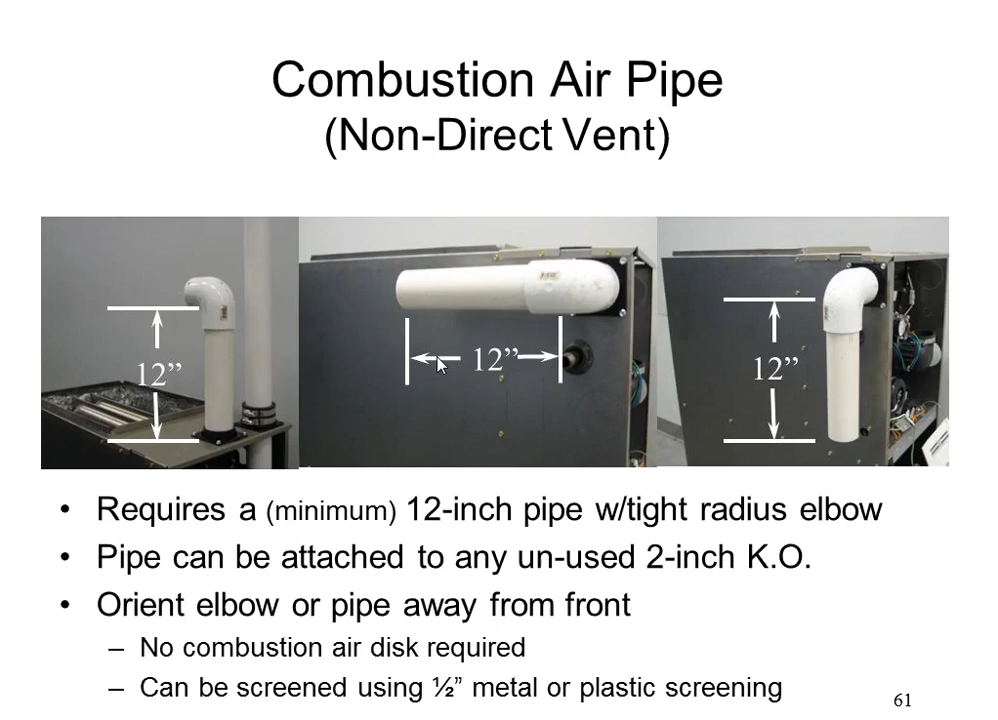 Combustion Air Pipe
(Non-Direct Vent)
12”
12”
12”
• Requires a (minimum) 12-inch pipe w/tight radius elbow
• Pipe can be attached to any un-used 2-inch K.O.
• Orient elbow or pipe away from front
– No combustion air disk required
– Can be screened using ½” metal or plastic screening
61